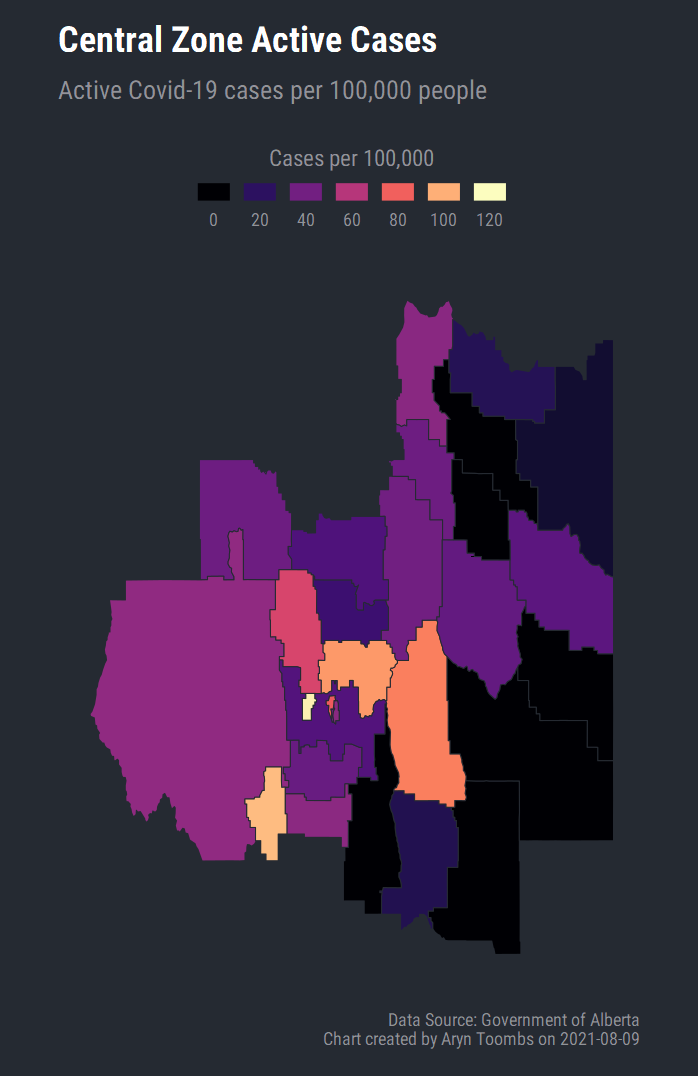 Central Zone Active Cases
Active Covid-19 cases per 100,000 people
Cases per 100,000
0 20 40 60 80 100 120
Data Source: Government of Alberta
Chart created by Aryn Toombs on 2021-08-09